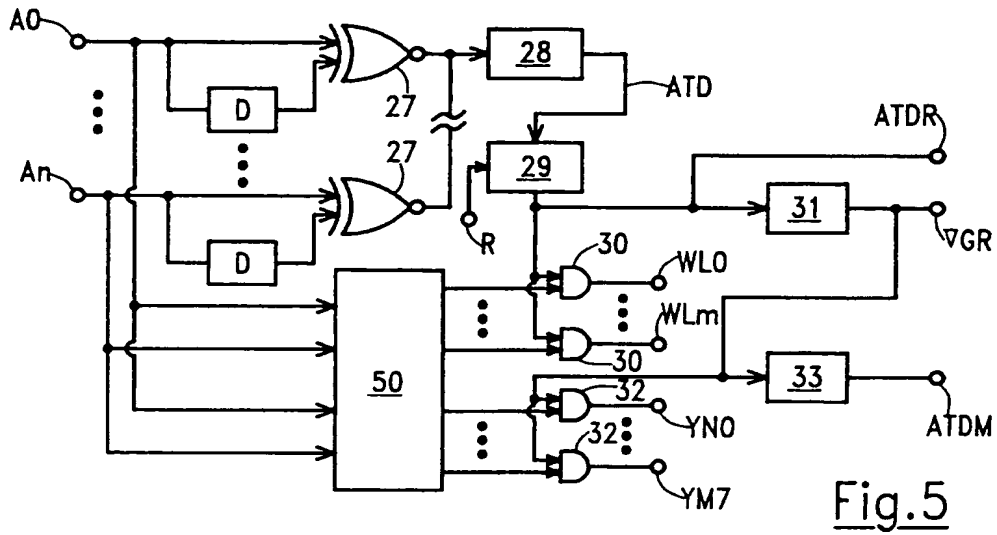 A0
27
28
ATD
D
ATDR
27
An
29
31
R
D
30
WL0
∇GR
WLm
30
50
32
33
YN0
32
ATDM
YM7
Fig.5